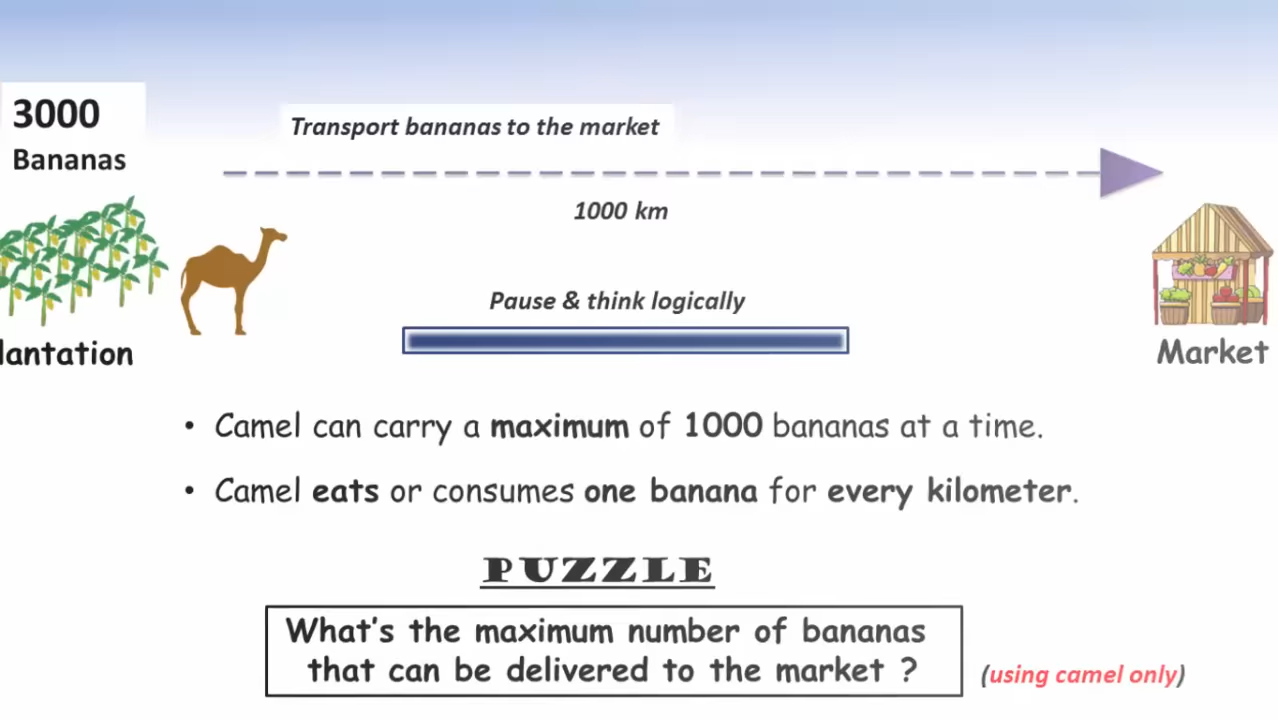 3000
Bananas
Transport bananas to the market
1000 km
Pause & think logically
lantation
Market
• Camel can carry a maximum of 1000 bananas at a time.
• Camel eats or consumes one banana for every kilometer.
PUZZLE
What's the maximum number of bananas
that can be delivered to the market ?
(using camel only)